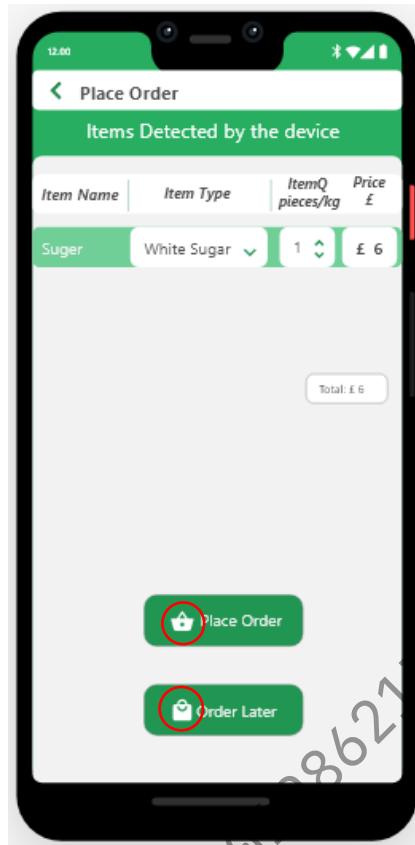 12.00
Place Order
Items Detected by the device
Item Name Item Type ItemQ pieces/kg Price £
Suger White Sugar 1 £ 6
Total: £ 6
Place Order
Order Later